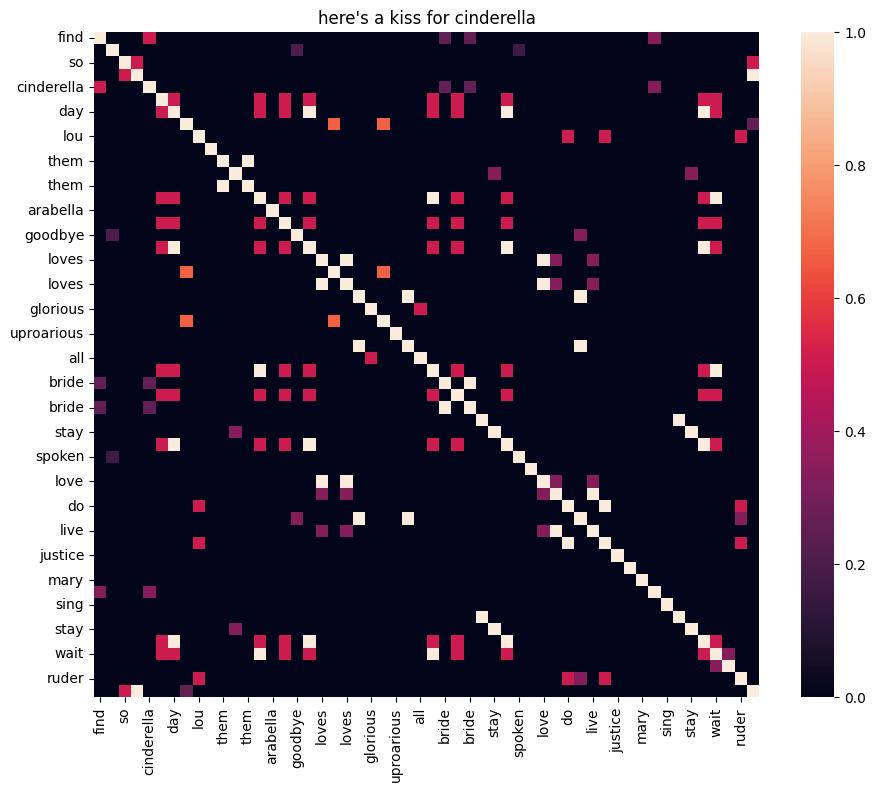 here's a kiss for cinderella
find
so
cinderella
day
lou
them
them
arabella
goodbye
loves
loves
glorious
uproarious
all
bride
bride
stay
spoken
love
do
live
justice
mary
sing
stay
wait
ruder
find
so
cinderella
day
lou
them
them
arabella
goodbye
loves
loves
glorious
uproarious
all
bride
bride
stay
spoken
love
do
live
justice
mary
sing
stay
wait
ruder
1.0
0.8
0.6
0.4
0.2
0.0